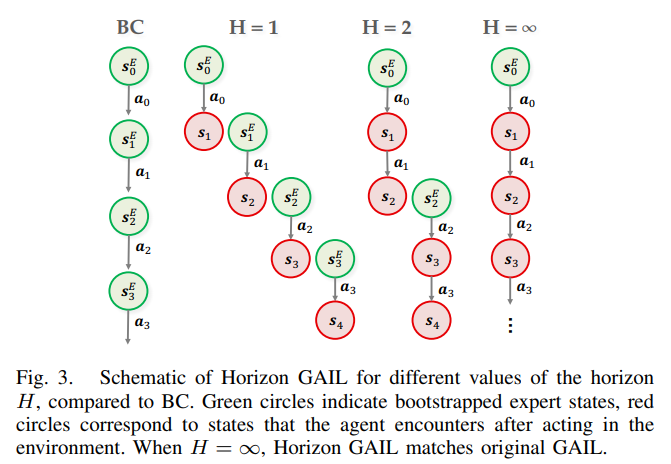 BC H = 1 H = 2 H = ∞
s_0^E s_0^E s_0^E s_0^E
a_0 a_0 a_0 a_0
s_1^E s_1 s_1^E s_1 s_1
a_1 a_1 a_1 a_1
s_2^E s_2 s_2^E s_2 s_2^E s_2
a_2 a_2 a_2 a_2
s_3^E s_3 s_3^E s_3 s_3
a_3 a_3 a_3 a_3
s_4 s_4 ⋮
Fig. 3. Schematic of Horizon GAIL for different values of the horizon
H, compared to BC. Green circles indicate bootstrapped expert states, red
circles correspond to states that the agent encounters after acting in the
environment. When H = ∞, Horizon GAIL matches original GAIL.